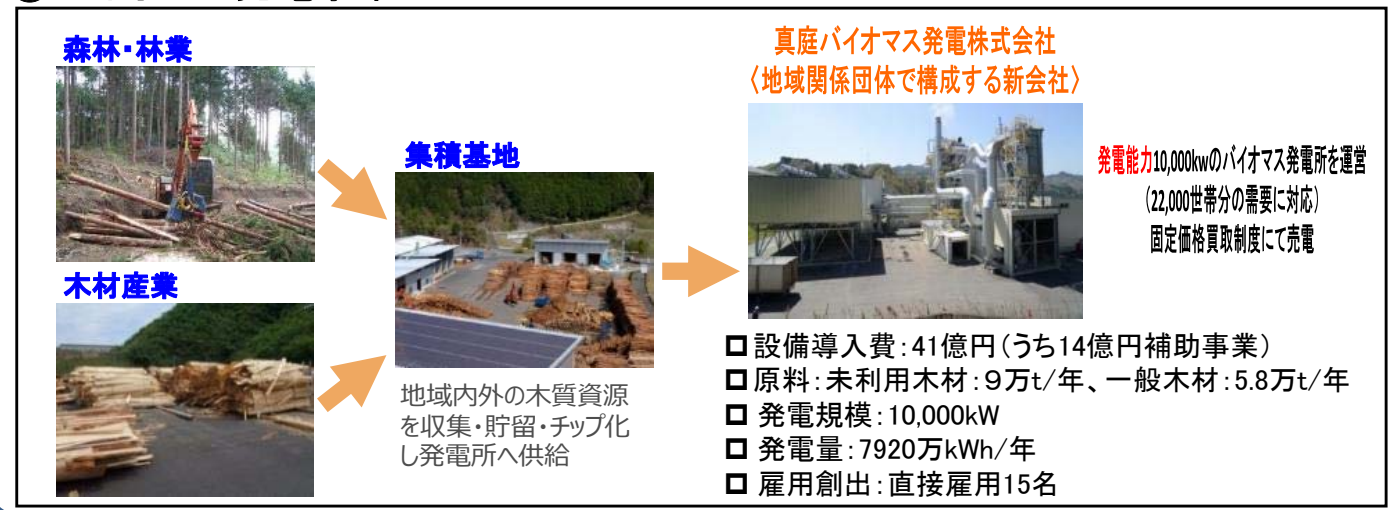 森林・林業
木材産業
集積基地
地域内外の木質資源
を収集・貯留・チップ化
し発電所へ供給
真庭バイオマス発電株式会社
〈地域関係団体で構成する新会社〉
発電能力10,000kwのバイオマス発電所を運営
（22,000世帯分の需要に対応）
固定価格買取制度にて売電
設備導入費：41億円（うち14億円補助事業）
原料：未利用木材：９万t/年、一般木材：5.8万t/年
発電規模：10,000kW
発電量：7920万kWh/年
雇用創出：直接雇用15名